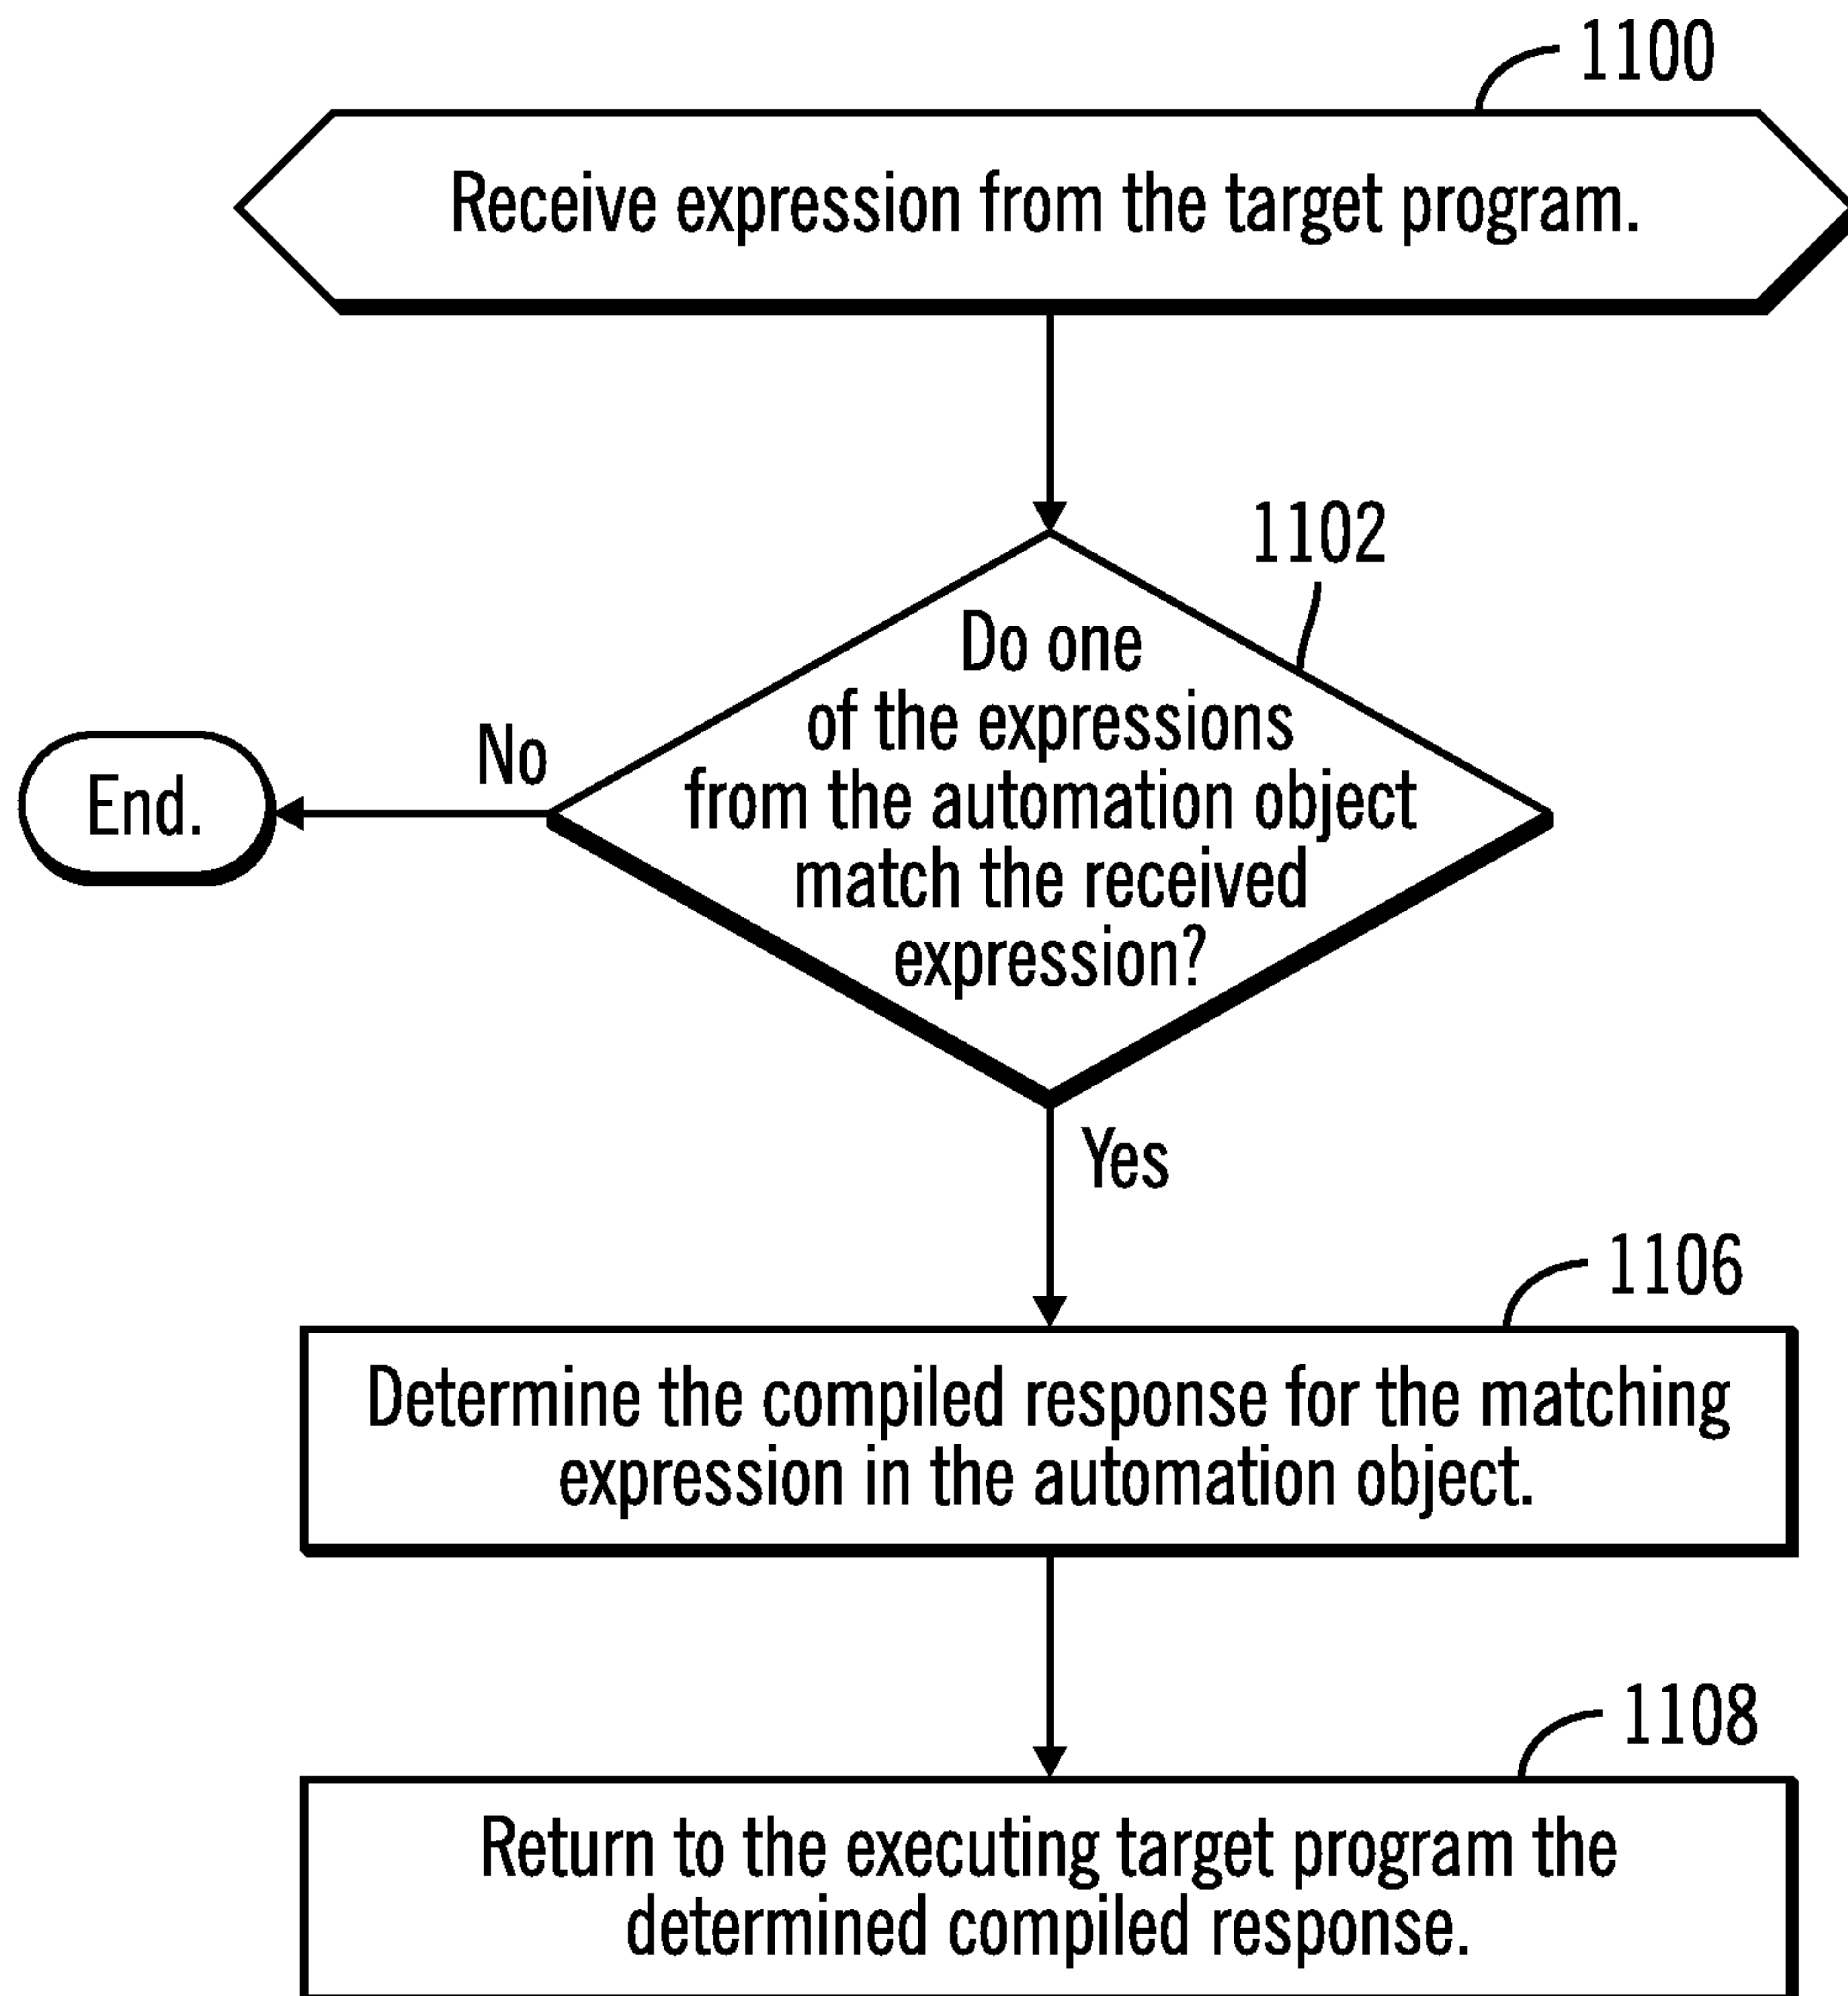 1100
Receive expression from the target program.
1102
Do one
of the expressions
from the automation object
match the received
expression?
No
End.
Yes
1106
Determine the compiled response for the matching
expression in the automation object.
1108
Return to the executing target program the
determined compiled response.